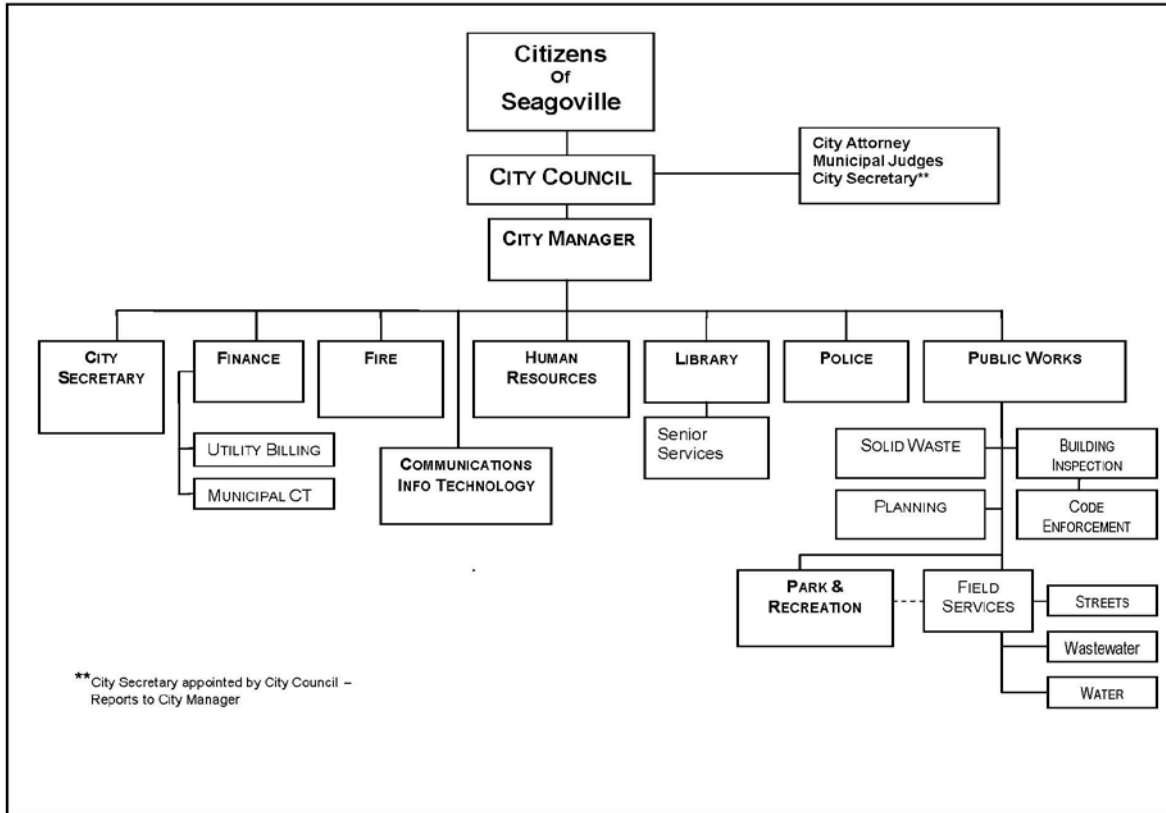 Citizens
Of
Seagoville
CITY COUNCIL
City Attorney
Municipal Judges
City Secretary**
CITY MANAGER
CITY
SECRETARY
FINANCE
FIRE
HUMAN
RESOURCES
LIBRARY
POLICE
PUBLIC WORKS
UTILITY BILLING
MUNICIPAL CT
COMMUNICATIONS
INFO TECHNOLOGY
Senior
Services
SOLID WASTE
BUILDING
INSPECTION
PLANNING
CODE
ENFORCEMENT
PARK &
RECREATION
FIELD
SERVICES
STREETS
Wastewater
WATER
**City Secretary appointed by City Council –
Reports to City Manager